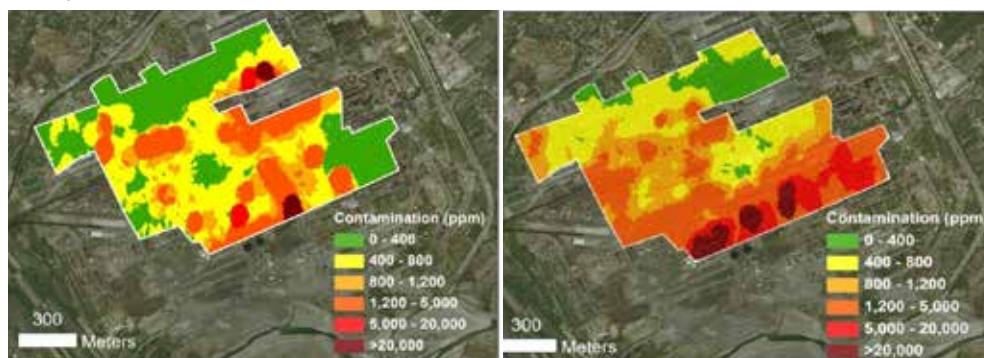 Contamination (ppm)
0 - 400
400 - 800
800 - 1,200
1,200 - 5,000
5,000 - 20,000
>20,000
300
Meters
Contamination (ppm)
0 - 400
400 - 800
800 - 1,200
1,200 - 5,000
5,000 - 20,000
>20,000
300
Meters